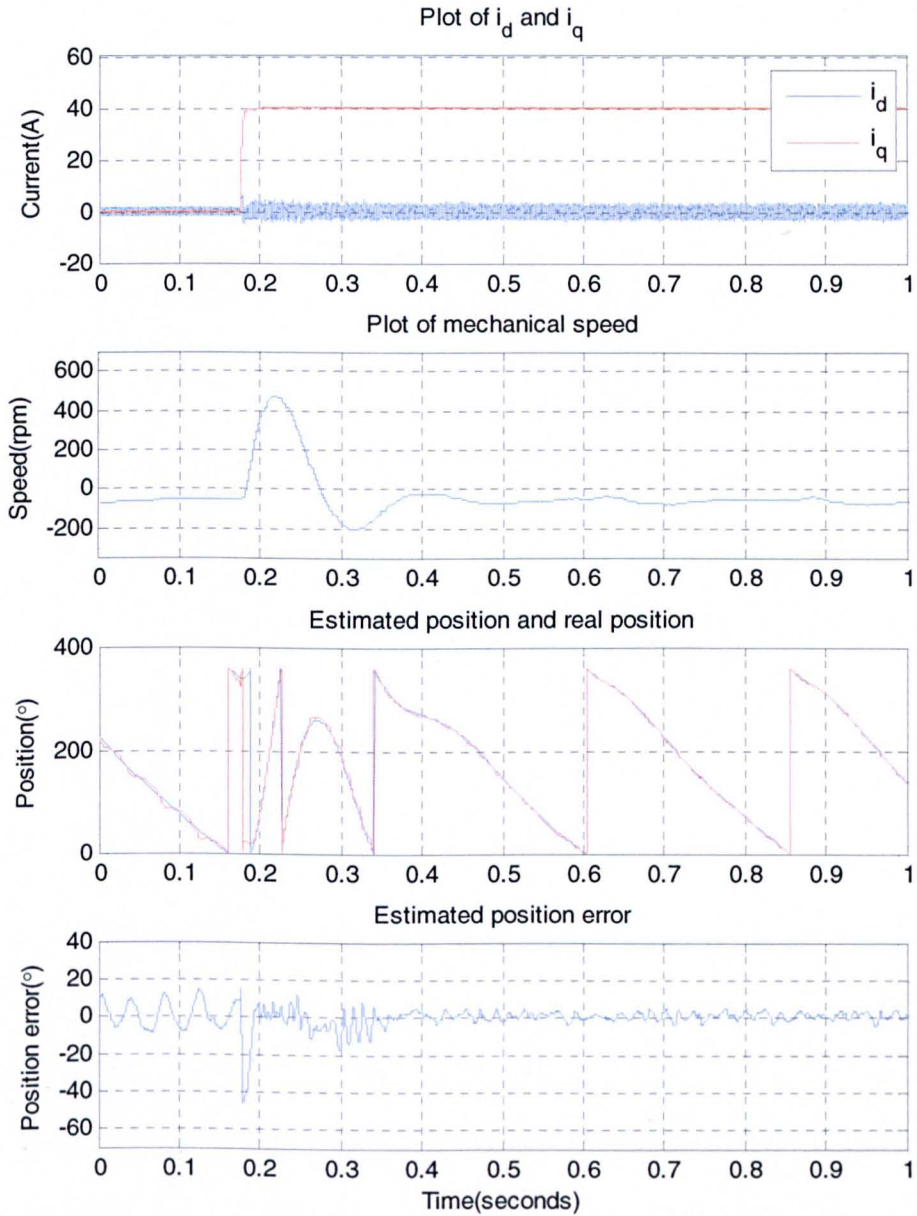 Plot of i_d and i_q
60
40
20
0
-20
Current(A)
i_d
i_q
0 0.1 0.2 0.3 0.4 0.5 0.6 0.7 0.8 0.9 1
Plot of mechanical speed
600
400
200
0
-200
Speed(rpm)
0 0.1 0.2 0.3 0.4 0.5 0.6 0.7 0.8 0.9 1
Estimated position and real position
400
200
0
Position(°)
0 0.1 0.2 0.3 0.4 0.5 0.6 0.7 0.8 0.9 1
Estimated position error
40
20
0
-20
-40
-60
Position error(°)
0 0.1 0.2 0.3 0.4 0.5 0.6 0.7 0.8 0.9 1
Time(seconds)